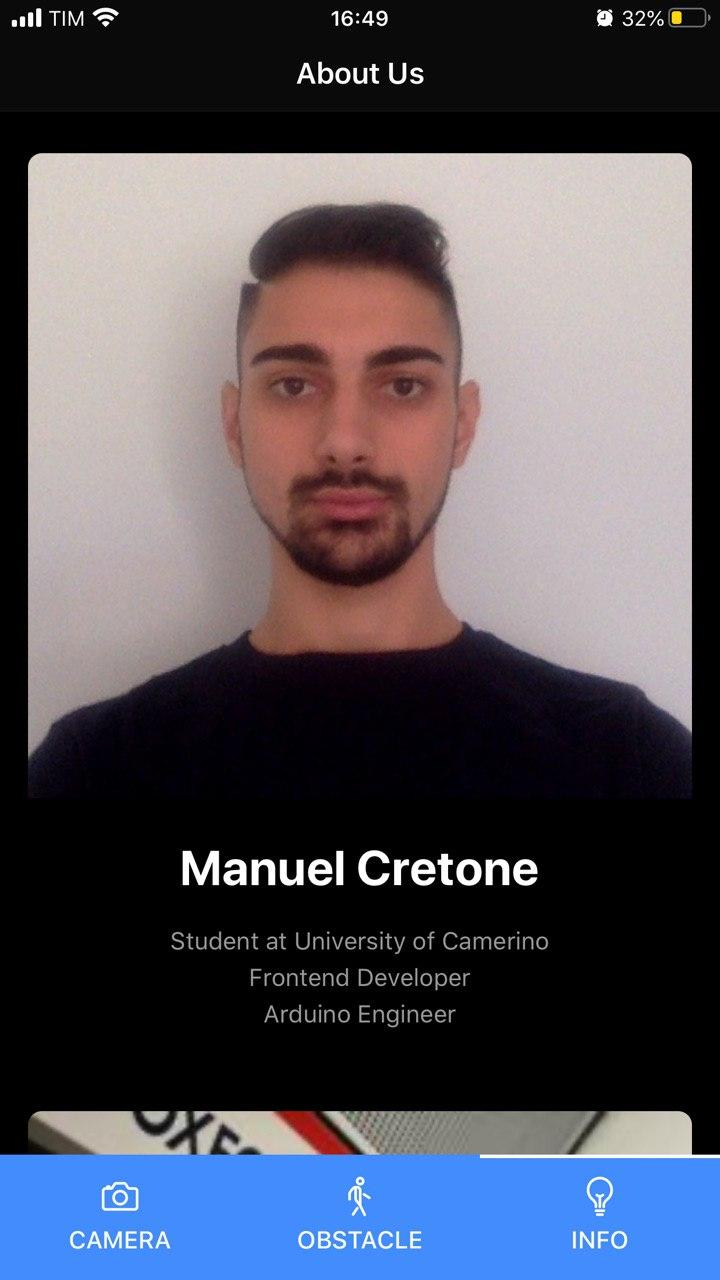 TIM 16:49 32%
About Us
Manuel Cretone
Student at University of Camerino
Frontend Developer
Arduino Engineer
CAMERA OBSTACLE INFO